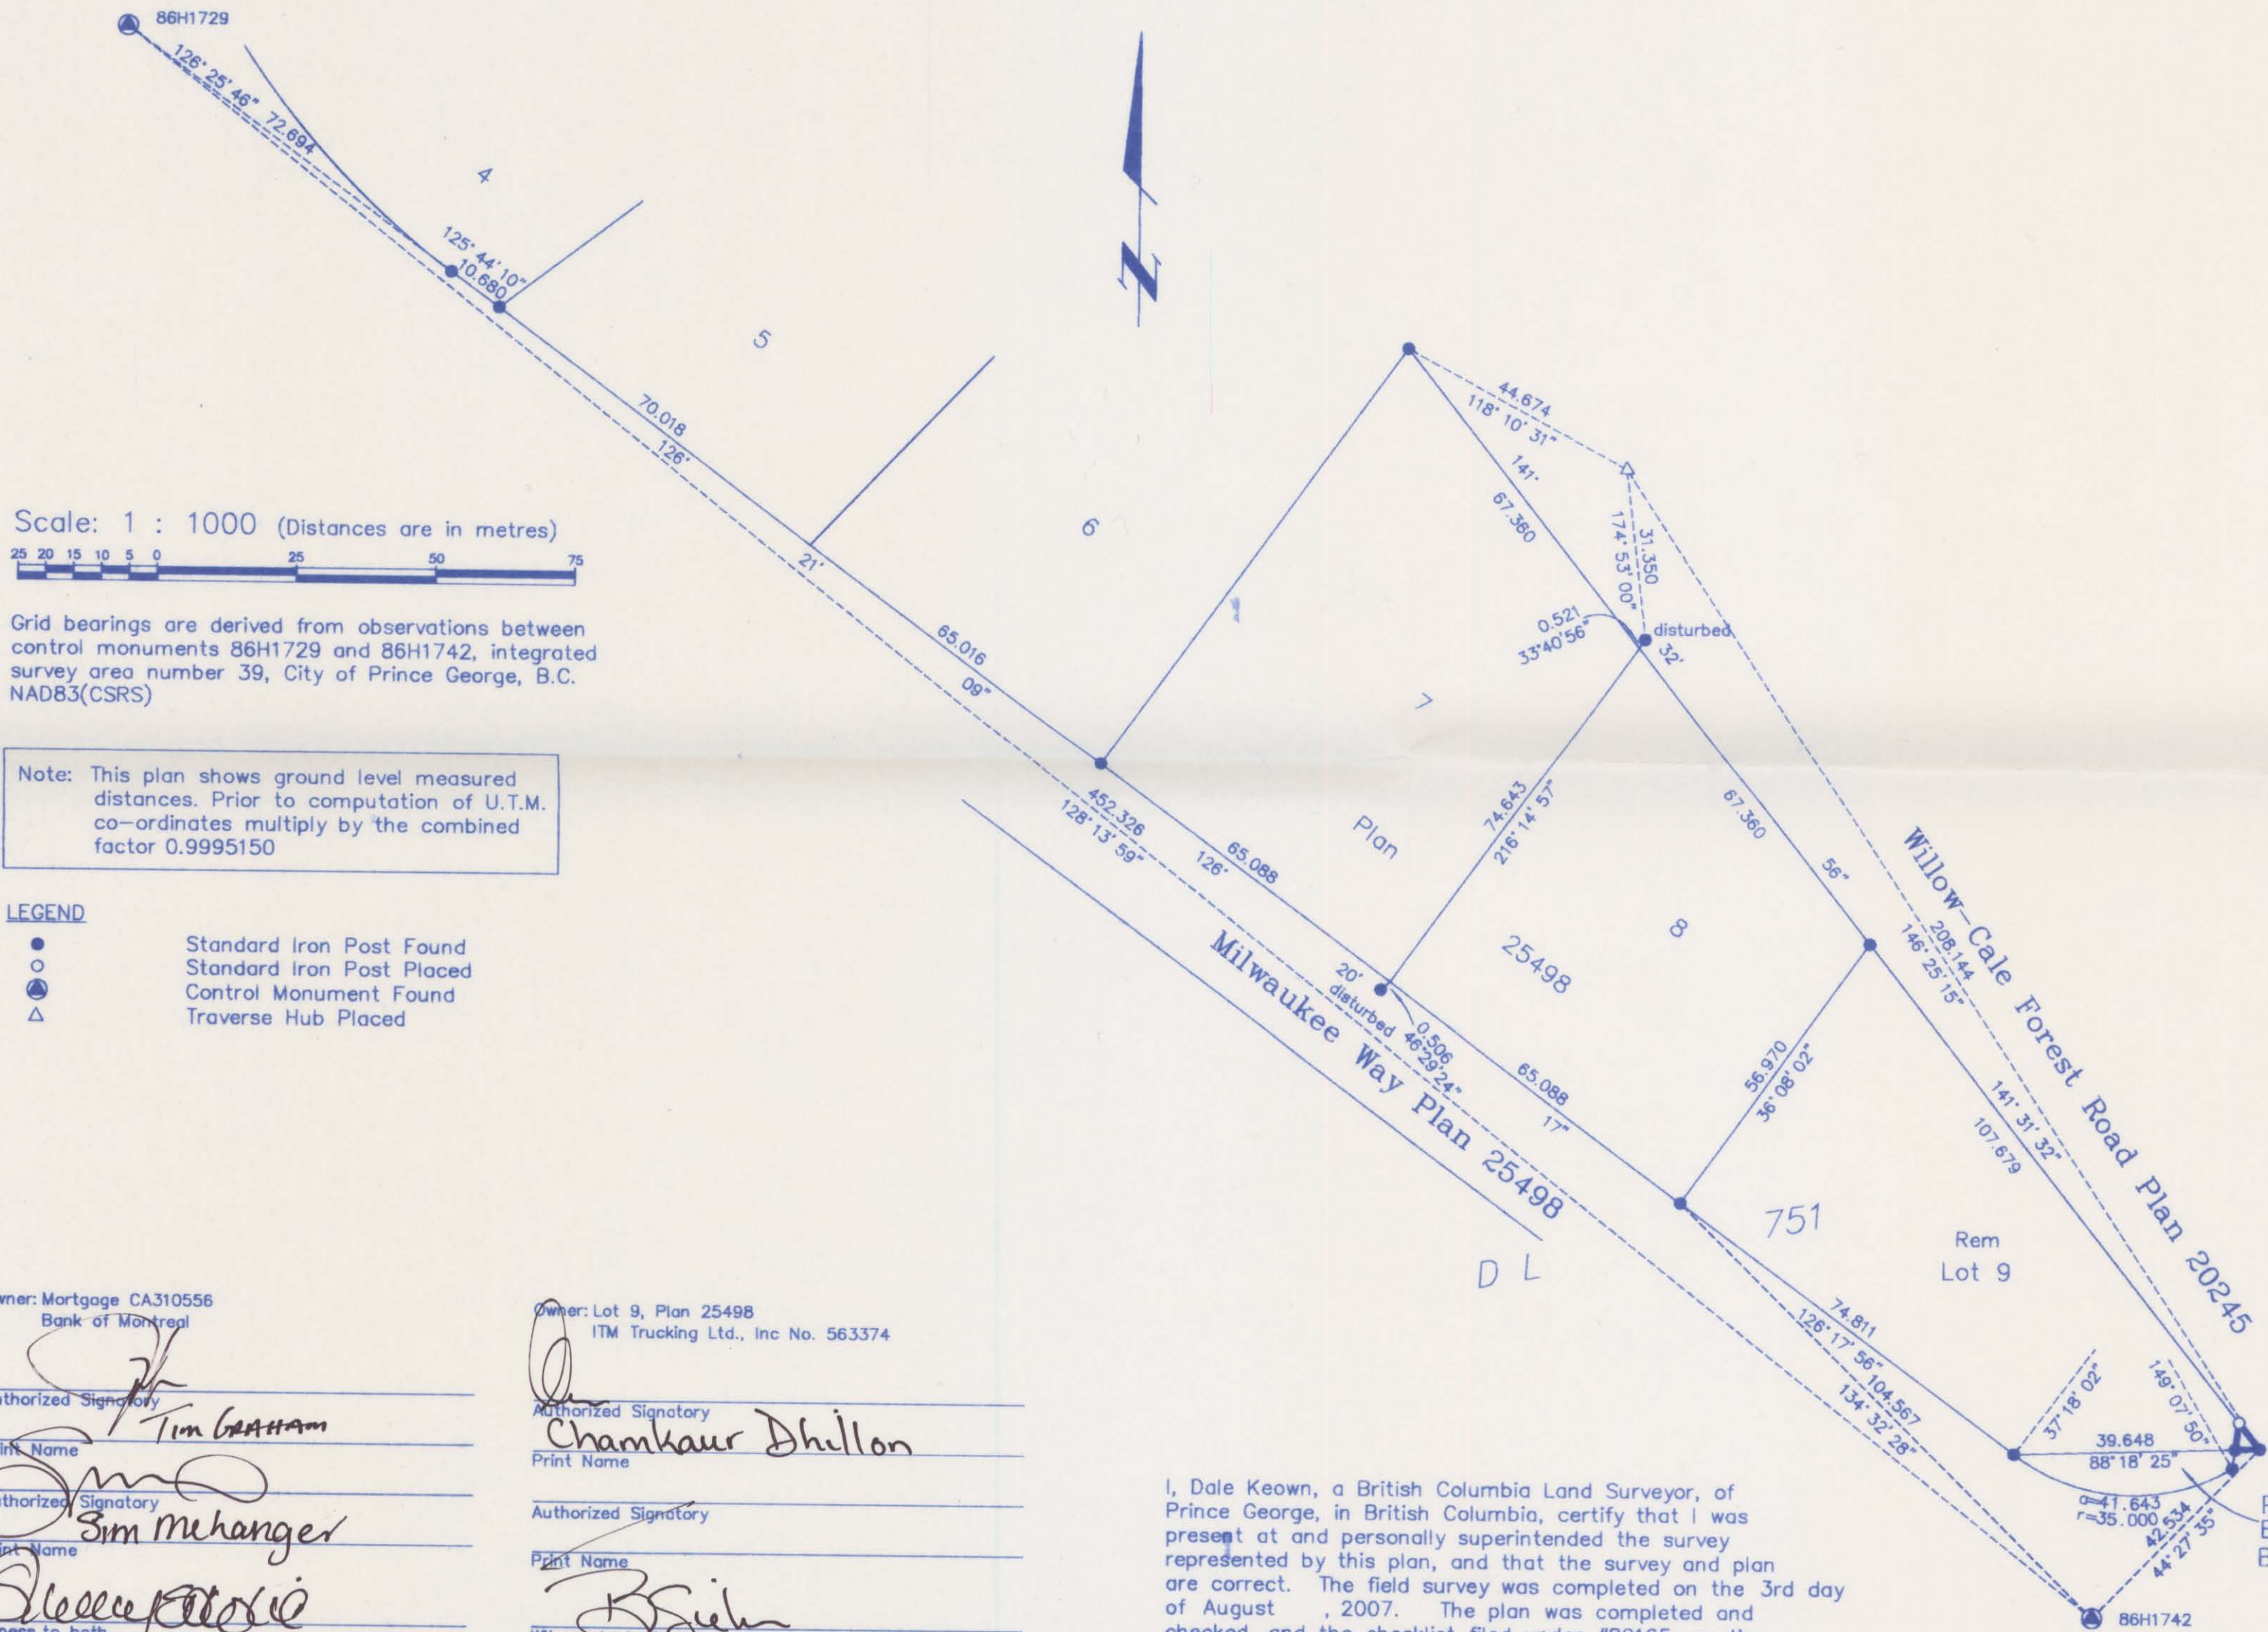 86H1729
126° 25' 46" 72.694
4
125° 44' 10"
10.680
5
70.018
126°
21'
6
65.016
09"
N
44.674
118° 10' 31"
141°
67.360
31.350
174° 53' 00"
0.521
33°40'56"
disturbed
32'
7
Scale: 1 : 1000 (Distances are in metres)
25 20 15 10 5 0 25 50 75
Grid bearings are derived from observations between
control monuments 86H1729 and 86H1742, integrated
survey area number 39, City of Prince George, B.C.
NAD83(CSRS)
Note: This plan shows ground level measured
distances. Prior to computation of U.T.M.
co-ordinates multiply by the combined
factor 0.9995150
LEGEND
Standard Iron Post Found
Standard Iron Post Placed
Control Monument Found
Traverse Hub Placed
452.326
128° 13' 59"
65.088
126°
Plan
74.643
216° 14' 57"
67.360
56"
8
25498
20'
disturbed
0.506
46°29'24"
Milwaukee Way Plan 25498
65.088
17"
56.970
36° 08' 02"
Willow-Cale Forest Road Plan 20245
208.144
146° 25' 15"
141° 31' 32"
107.679
751
D L
Rem
Lot 9
74.811
126° 17' 56"
104.567
134° 32' 28"
37° 18' 02"
149° 07' 50"
39.648
88° 18' 25"
a=41.643
r=35.000
42.534
44° 27' 35"
86H1742
wner: Mortgage CA310556
Bank of Montreal
thorized Signatory
Tim GRAHAM
int Name
thorized Signatory
int Name
Owner: Lot 9, Plan 25498
ITM Trucking Ltd., Inc No. 563374
Authorized Signatory
Chamkaur Dhillon
Print Name
Authorized Signatory
Print Name
I, Dale Keown, a British Columbia Land Surveyor, of
Prince George, in British Columbia, certify that I was
present at and personally superintended the survey
represented by this plan, and that the survey and plan
are correct. The field survey was completed on the 3rd day
of August , 2007. The plan was completed and